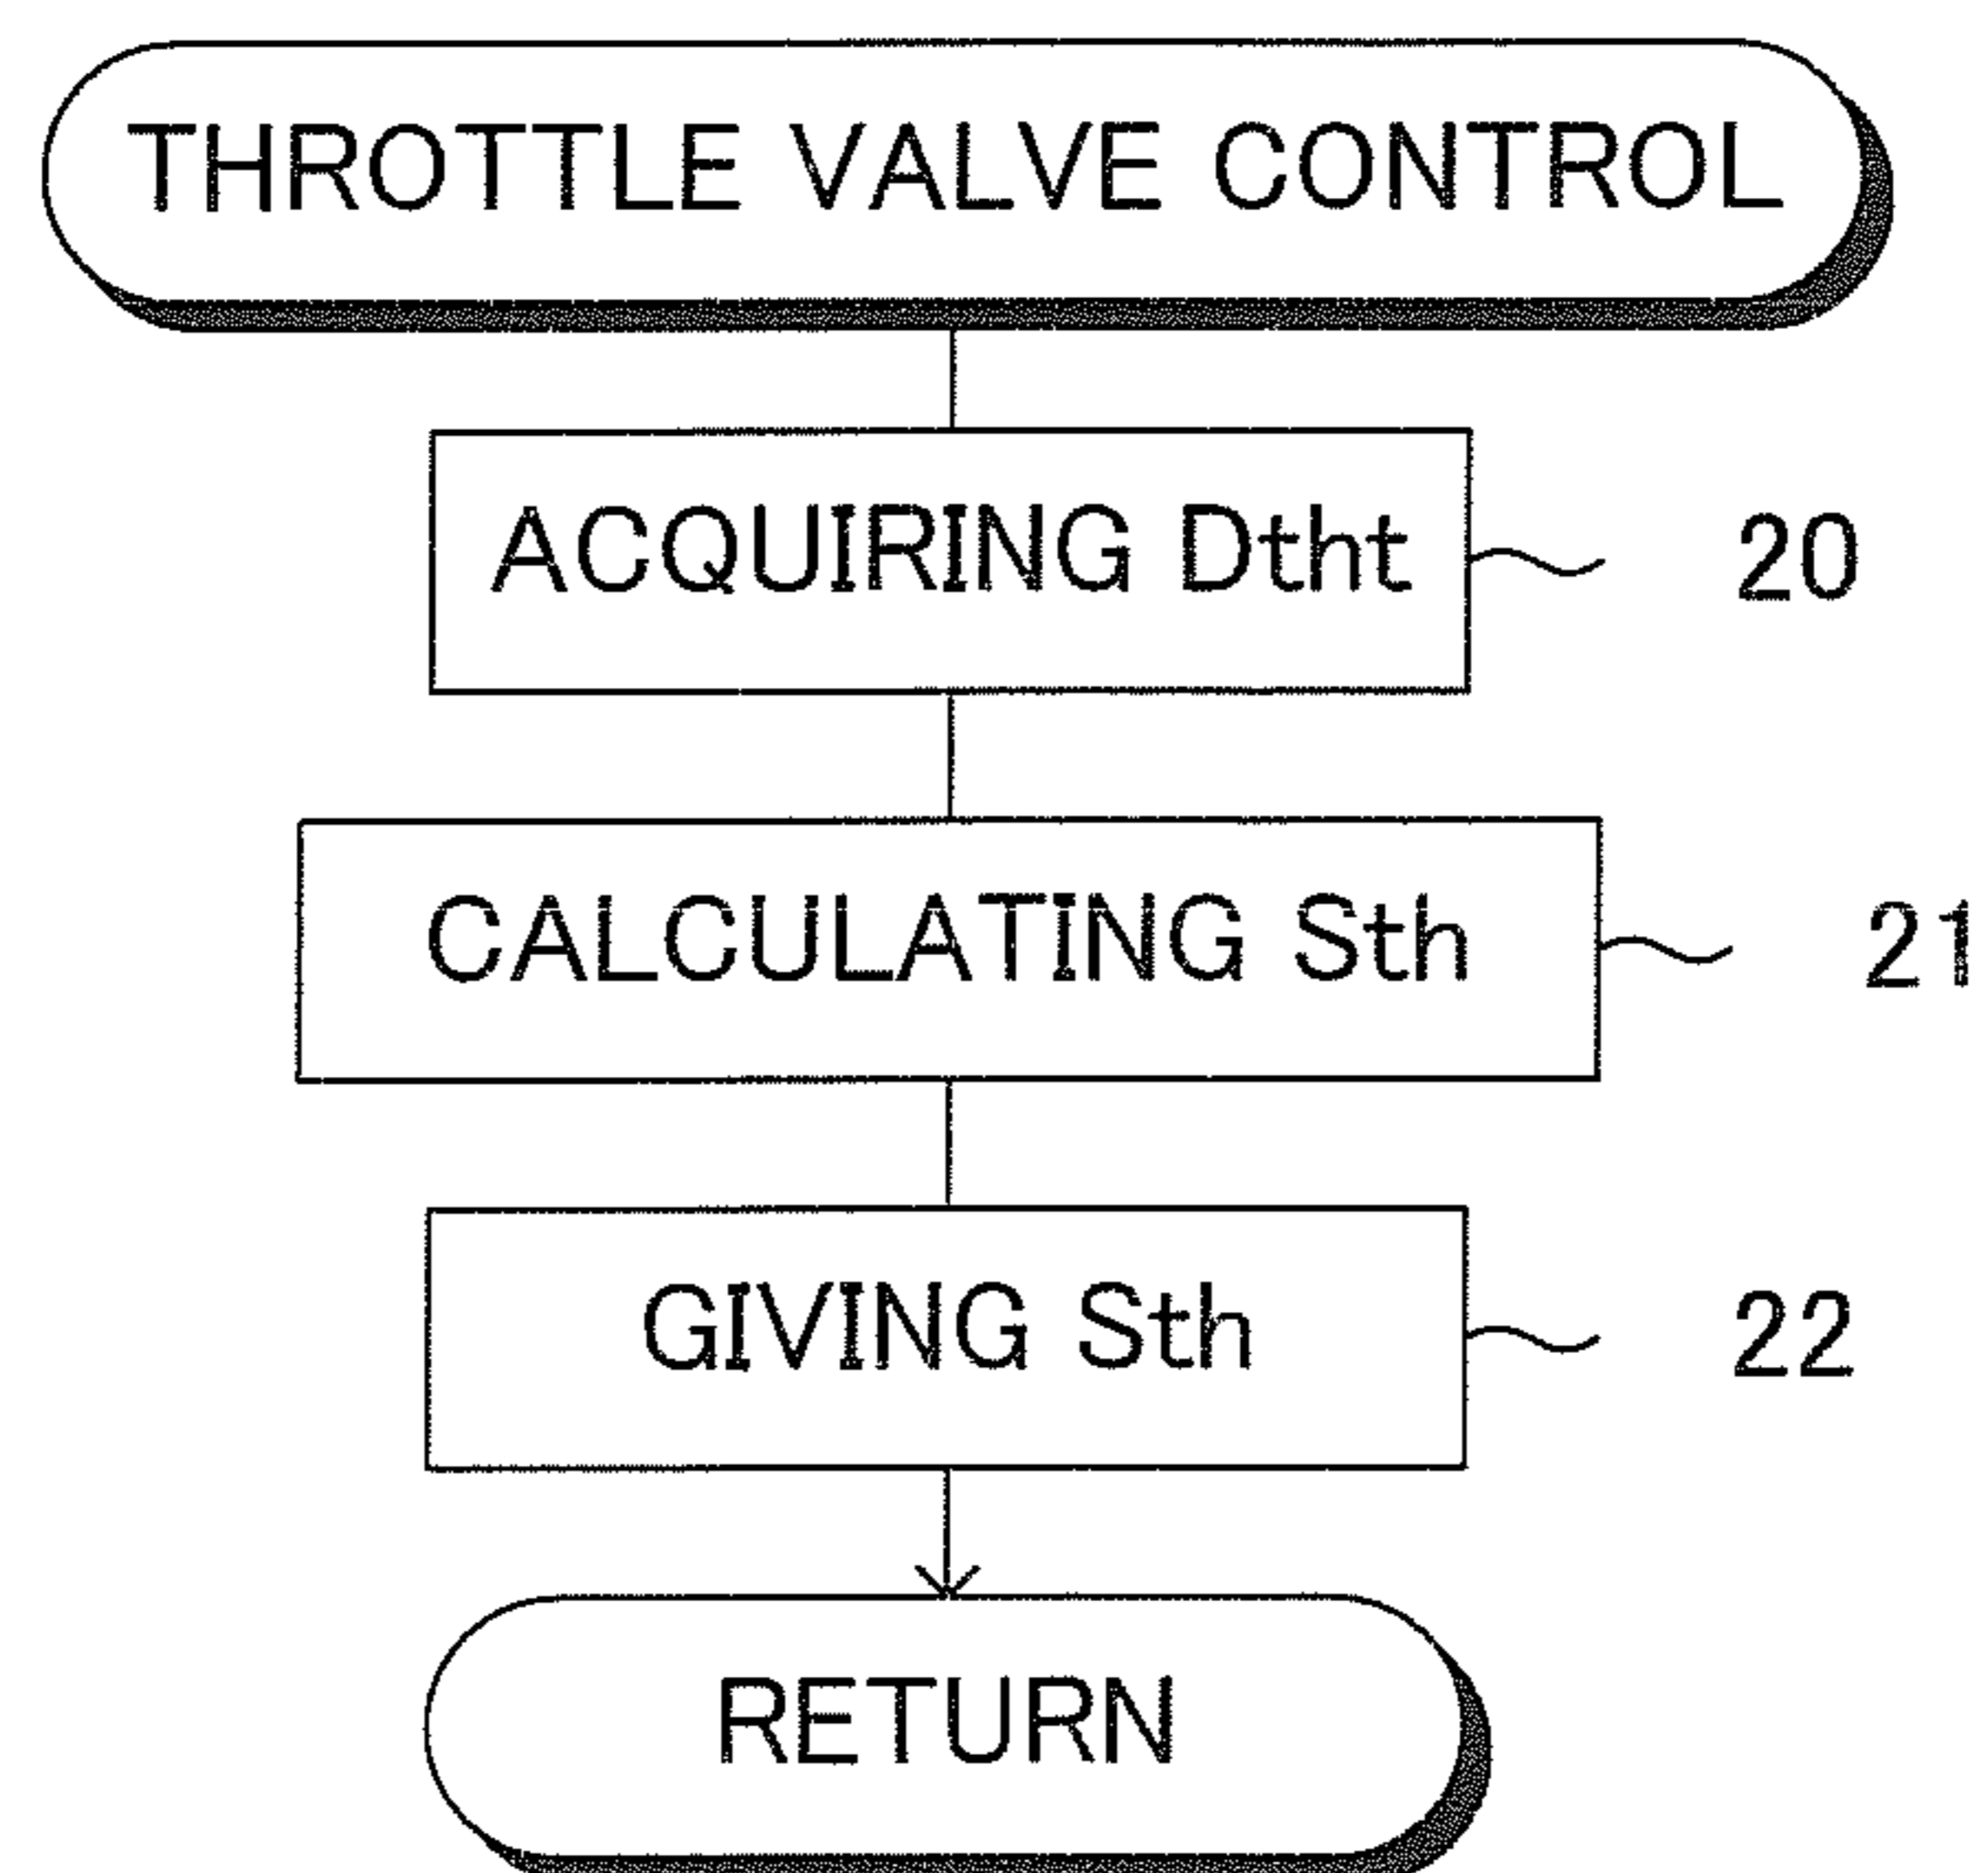 THROTTLE VALVE CONTROL
ACQUIRING Dtht
20
CALCULATING Sth
21
GIVING Sth
22
RETURN